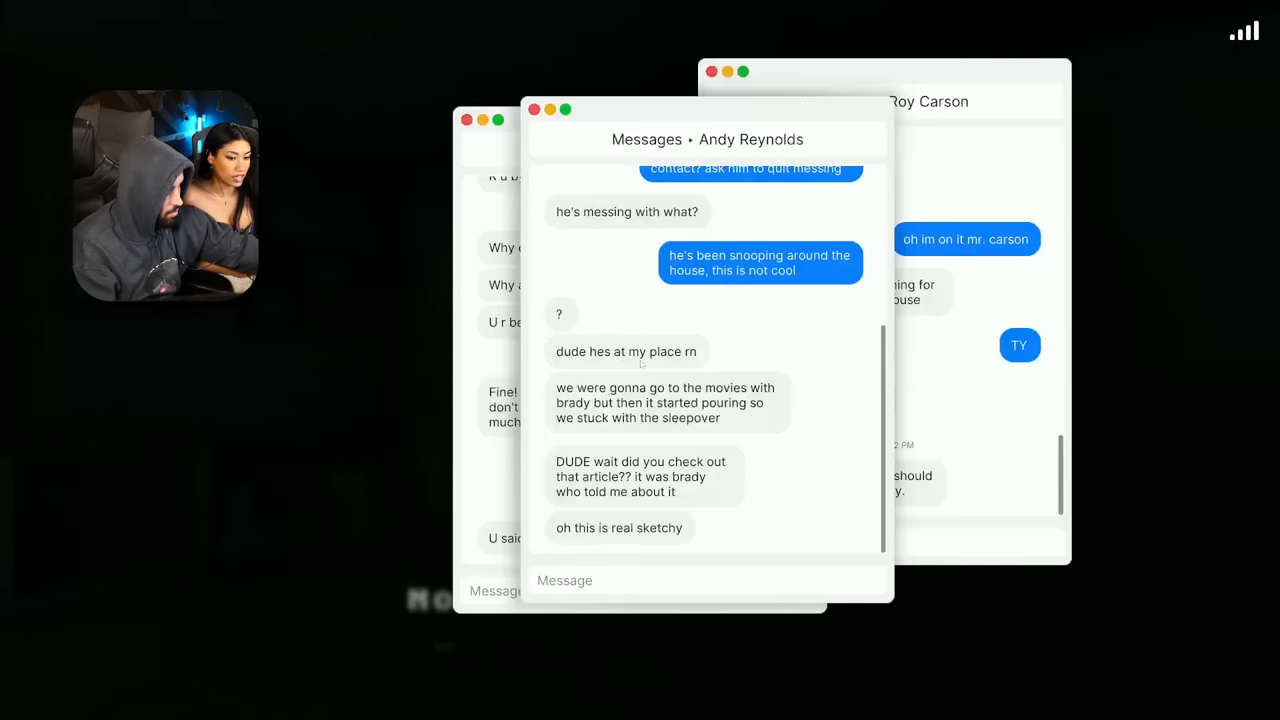 Roy Carson
Messages ▸ Andy Reynolds
contact? ask him to quit messing
he's messing with what?
he's been snooping around the
house, this is not cool
?
dude hes at my place rn
we were gonna go to the movies with
brady but then it started pouring so
we stuck with the sleepover
DUDE wait did you check out
that article?? it was brady
who told me about it
oh this is real sketchy
Message
Why
Why
U r
Fine!
don't
much
U
Message
oh im on it mr. carson
for
TY
PM
should